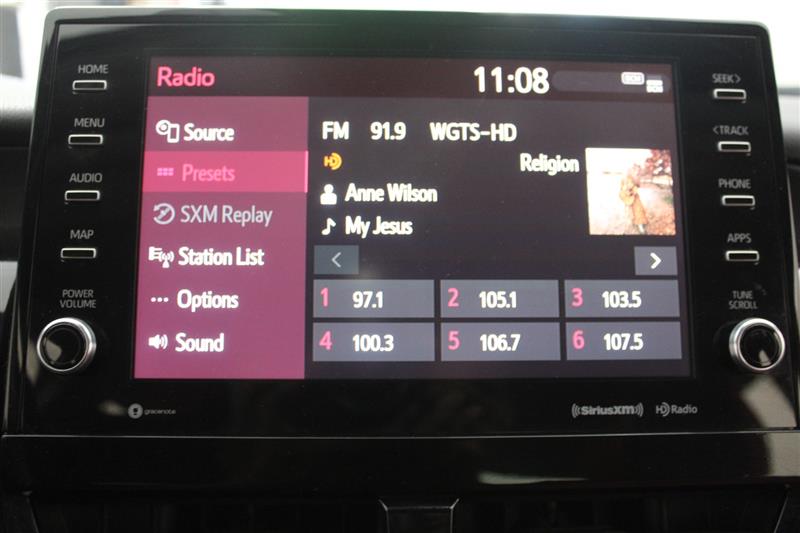 HOME
MENU
AUDIO
MAP
POWER
VOLUME
Radio
11:08
Source
Presets
SXM Replay
Station List
Options
Sound
FM 91.9 WGTS-HD
HD
Religion
Anne Wilson
My Jesus
< >
1 97.1 2 105.1 3 103.5
4 100.3 5 106.7 6 107.5
SEEK>
<TRACK
PHONE
APPS
TUNE
SCROLL
gracenote
SiriusXM HD Radio